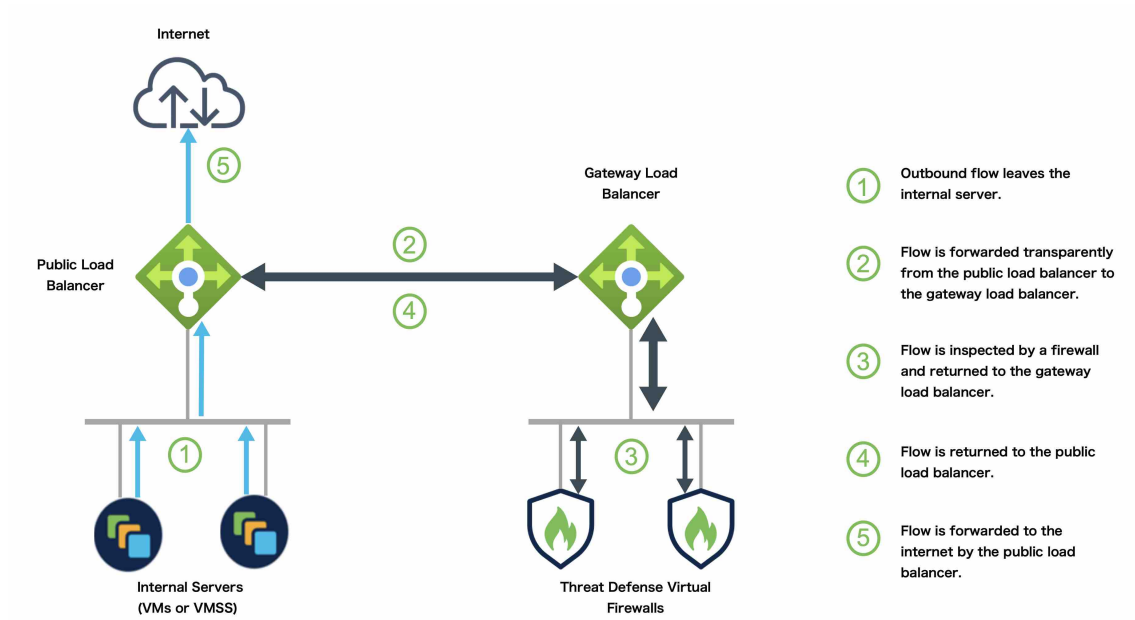 Internet
5
Gateway Load
Balancer
Public Load
Balancer
2
4
1
3
Internal Servers
(VMs or VMSS)
Threat Defense Virtual
Firewalls
1
Outbound flow leaves the
internal server.
2
Flow is forwarded transparently
from the public load balancer to
the gateway load balancer.
3
Flow is inspected by a firewall
and returned to the gateway
load balancer.
4
Flow is returned to the public
load balancer.
5
Flow is forwarded to the
internet by the public load
balancer.